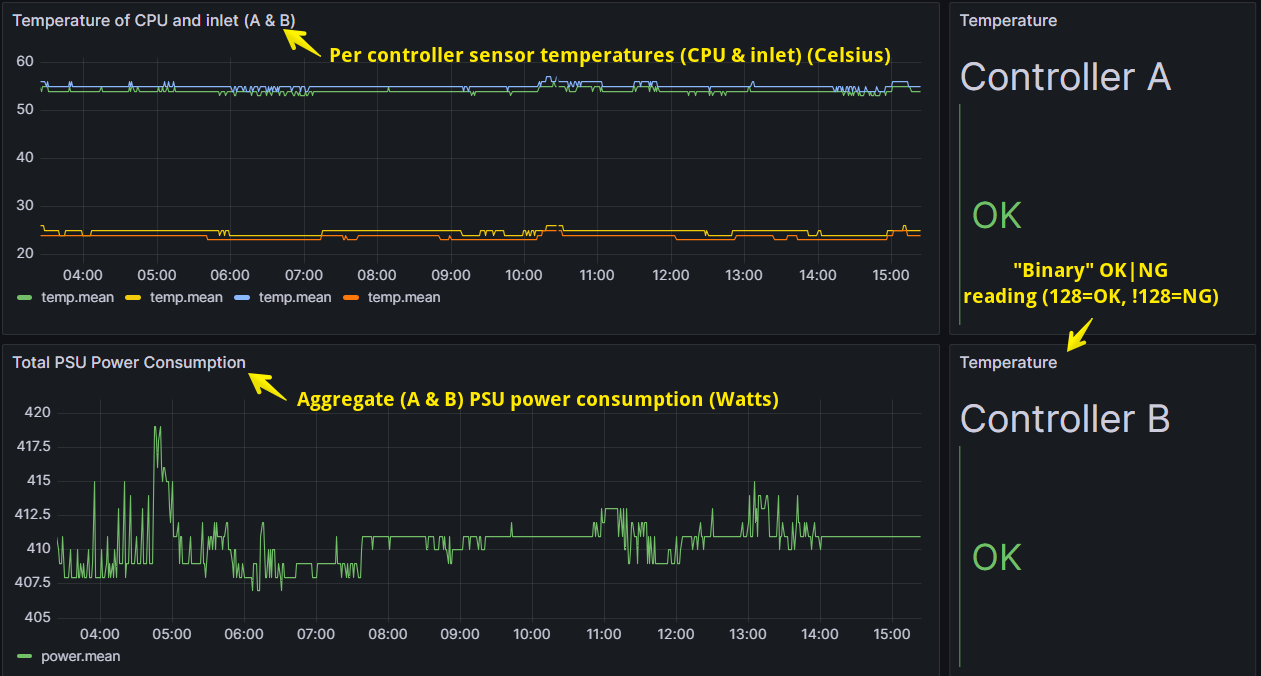 Temperature of CPU and inlet (A & B)
Per controller sensor temperatures (CPU & inlet) (Celsius)
60
50
40
30
20
03:00 04:00 05:00 06:00 07:00 08:00 09:00 10:00 11:00 12:00 13:00 14:00 15:00
temp.mean temp.mean temp.mean temp.mean
Temperature
Controller A
OK
"Binary" OK|NG
reading (128=OK, !128=NG)
Total PSU Power Consumption
Aggregate (A & B) PSU power consumption (Watts)
420
417.5
415
412.5
410
407.5
405
04:00 05:00 06:00 07:00 08:00 09:00 10:00 11:00 12:00 13:00 14:00 15:00
power.mean
Temperature
Controller B
OK